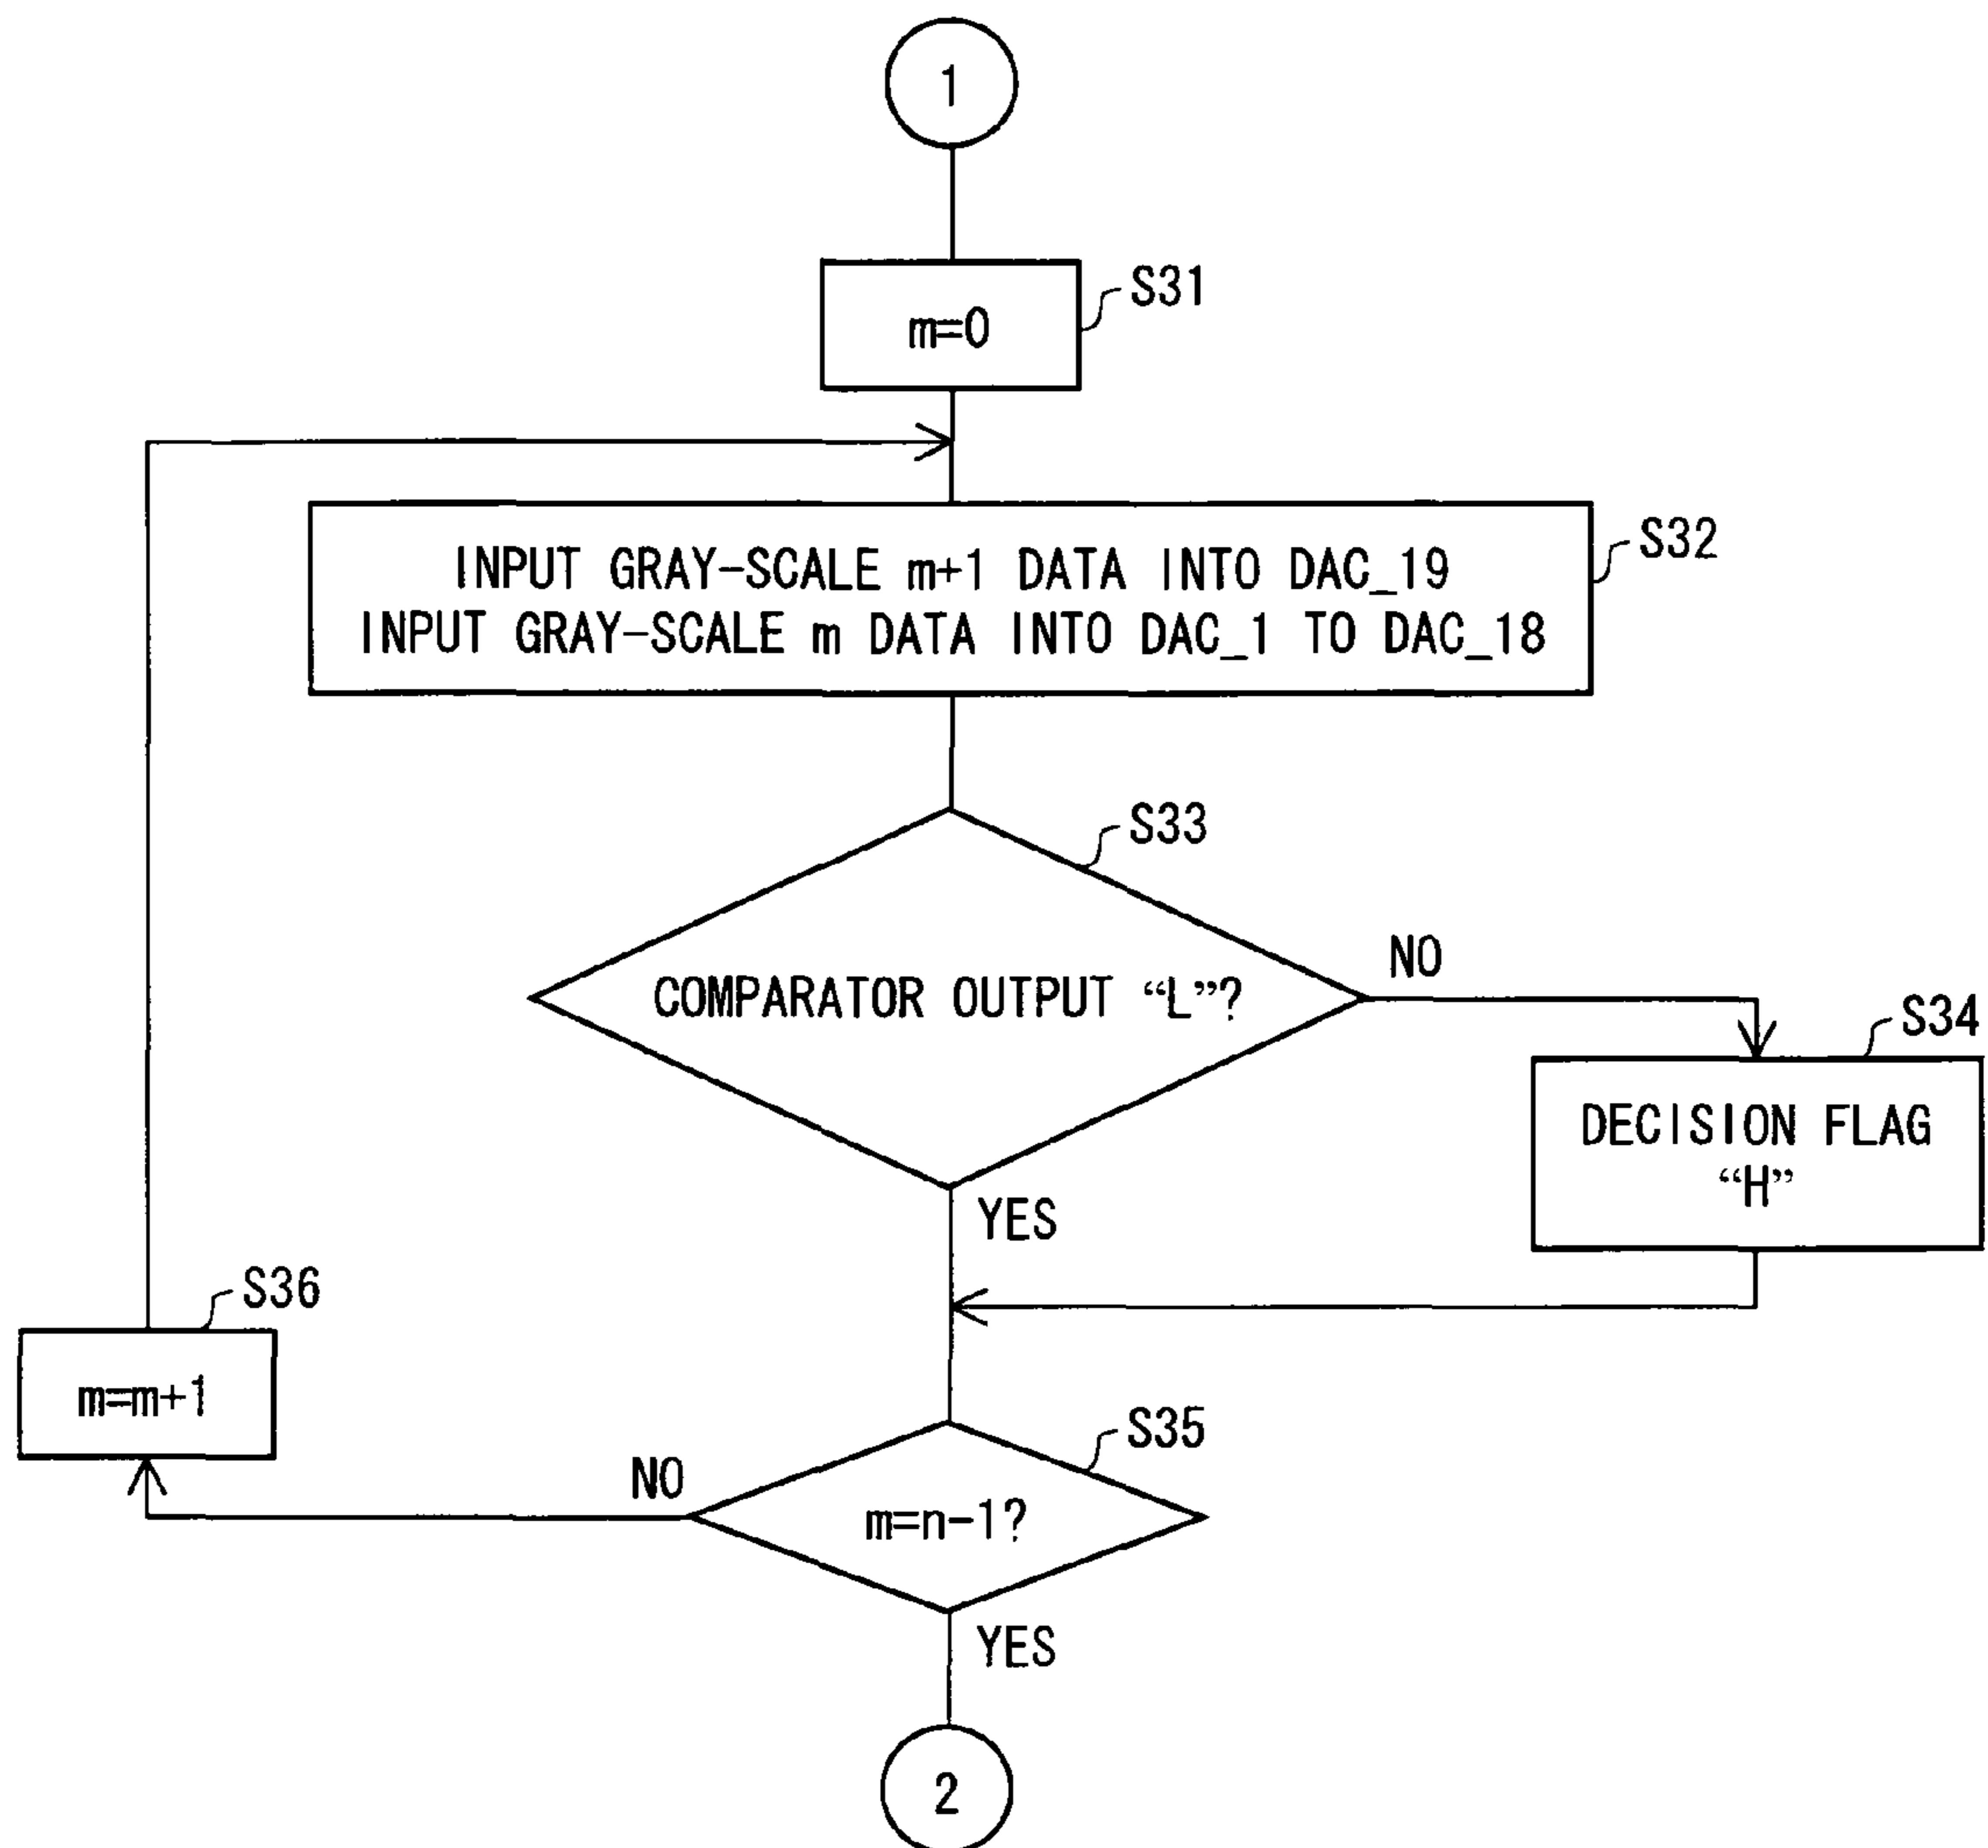 1
S31
m=0
S32
INPUT GRAY-SCALE m+1 DATA INTO DAC_19
INPUT GRAY-SCALE m DATA INTO DAC_1 TO DAC_18
S33
COMPARATOR OUTPUT “L”?
NO
S34
DECISION FLAG
“H”
YES
S36
m=m+1
S35
NO
m=n-1?
YES
2